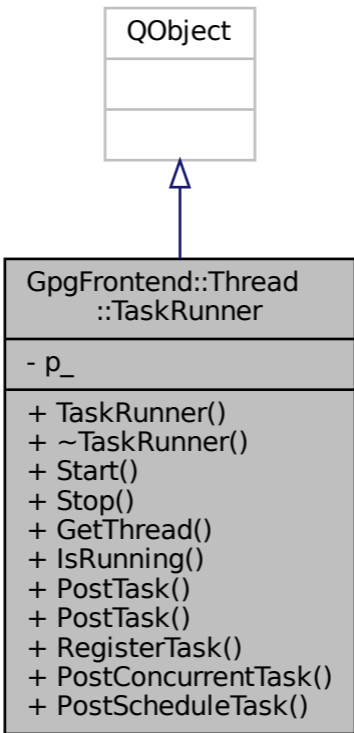 QObject
GpgFrontend::Thread
::TaskRunner
- p_
+ TaskRunner()
+ ~TaskRunner()
+ Start()
+ Stop()
+ GetThread()
+ IsRunning()
+ PostTask()
+ PostTask()
+ RegisterTask()
+ PostConcurrentTask()
+ PostScheduleTask()